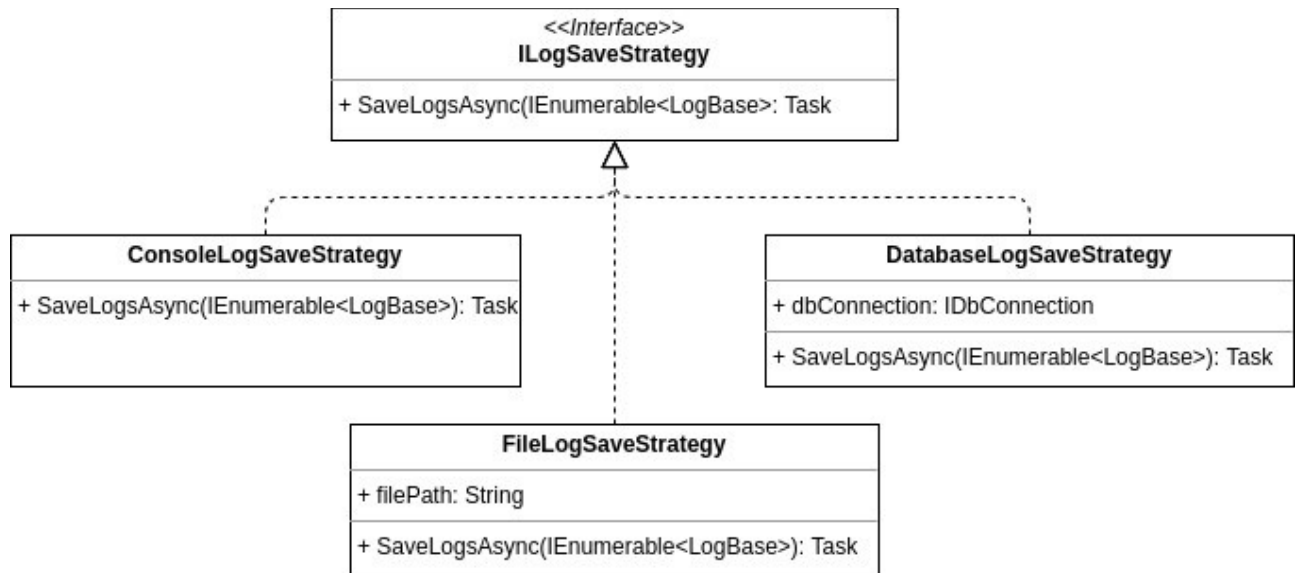 <<Interface>>
ILogSaveStrategy
+ SaveLogsAsync(IEnumerable<LogBase>: Task
ConsoleLogSaveStrategy
+ SaveLogsAsync(IEnumerable<LogBase>): Task
DatabaseLogSaveStrategy
+ dbConnection: IDbConnection
+ SaveLogsAsync(IEnumerable<LogBase>): Task
FileLogSaveStrategy
+ filePath: String
+ SaveLogsAsync(IEnumerable<LogBase>): Task